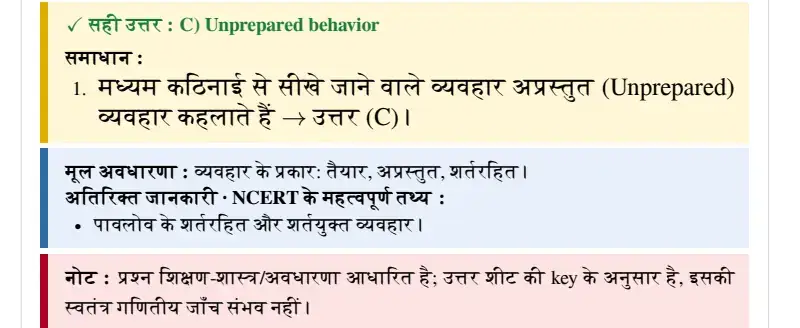 ✓ सही उत्तर : C) Unprepared behavior
समाधान :
1. मध्यम कठिनाई से सीखे जाने वाले व्यवहार अप्रस्तुत (Unprepared)
व्यवहार कहलाते हैं → उत्तर (C)।
मूल अवधारणा : व्यवहार के प्रकार: तैयार, अप्रस्तुत, शर्तरहित।
अतिरिक्त जानकारी · NCERT के महत्वपूर्ण तथ्य :
• पावलोव के शर्तरहित और शर्तयुक्त व्यवहार।
नोट : प्रश्न शिक्षण-शास्त्र/अवधारणा आधारित है; उत्तर शीट की key के अनुसार है, इसकी
स्वतंत्र गणितीय जाँच संभव नहीं।